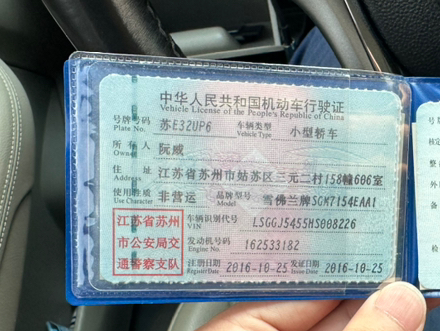 中华人民共和国机动车行驶证
Vehicle License of the People's Republic of China
号牌号码 苏E32UP6 车辆类型 小型轿车
Plate No. Vehicle Type
所有人 阮威
Owner
住址 江苏省苏州市姑苏区三元二村158幢606室
Address
使用性质 非营运 品牌型号 雪佛兰牌SGM7154EAA1
Use Character Model
江苏省苏州
市公安局交
通警察支队
车辆识别代号 LSGGJ5455HS008226
VIN
发动机号码 162533182
Engine No.
注册日期 2016-10-25 发证日期 2016-10-25
Register Date Issue Date